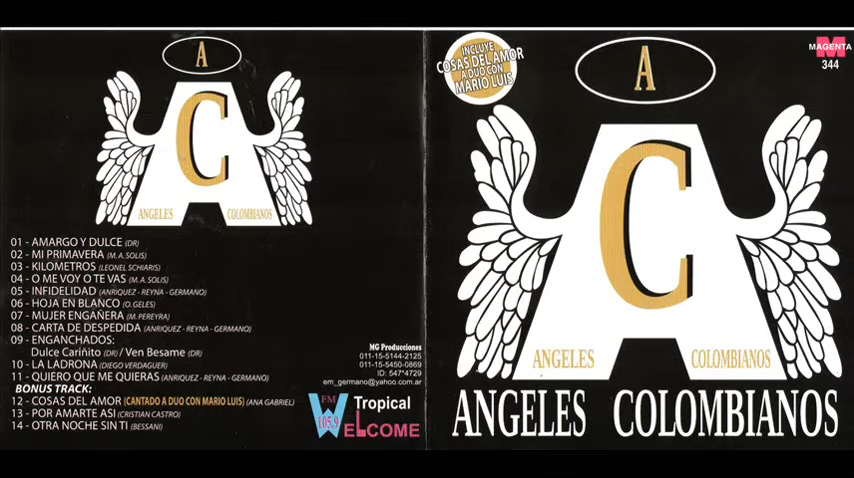 A
C
ANGELES COLOMBIANOS
01 - AMARGO Y DULCE (DR)
02 - MI PRIMAVERA (M. A. SOLIS)
03 - KILOMETROS (LEONEL SCHIARIS)
04 - O ME VOY O TE VAS (M. A. SOLIS)
05 - INFIDELIDAD (ANRIQUEZ - REYNA - GERMANO)
06 - HOJA EN BLANCO (O. GELES)
07 - MUJER ENGAÑERA (M. PEREYRA)
08 - CARTA DE DESPEDIDA (ANRIQUEZ - REYNA - GERMANO)
09 - ENGANCHADOS:
Dulce Cariñito (DR) / Ven Besame (DR)
10 - LA LADRONA (DIEGO VERDAGUER)
11 - QUIERO QUE ME QUIERAS (ANRIQUEZ - REYNA - GERMANO)
BONUS TRACK:
12 - COSAS DEL AMOR (CANTADO A DUO CON MARIO LUIS) (ANA GABRIEL)
13 - POR AMARTE ASI (CRISTIAN CASTRO)
14 - OTRA NOCHE SIN TI (BESSANI)
MG Producciones
011-15-5144-2125
011-15-5450-0869
ID: 547*4729
em_germano@yahoo.com.ar
FM
105.9
Tropical
WELCOME
INCLUYE
COSAS DEL AMOR
A DUO CON
MARIO LUIS
A
C
ANGELES COLOMBIANOS
ANGELES COLOMBIANOS
M
MAGENTA
344